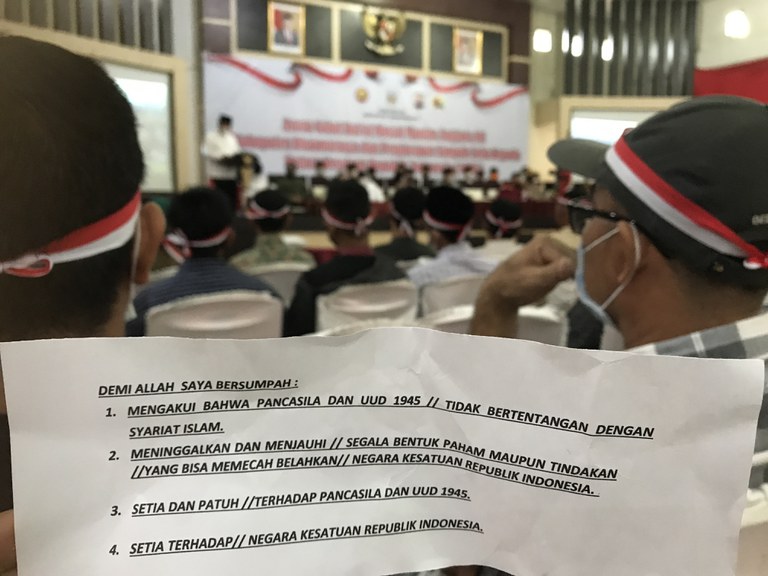 DEMI ALLAH SAYA BERSUMPAH :
1. MENGAKUI BAHWA PANCASILA DAN UUD 1945 // TIDAK BERTENTANGAN DENGAN
SYARIAT ISLAM.
2. MENINGGALKAN DAN MENJAUHI // SEGALA BENTUK PAHAM MAUPUN TINDAKAN
//YANG BISA MEMECAH BELAHKAN// NEGARA KESATUAN REPUBLIK INDONESIA.
3. SETIA DAN PATUH //TERHADAP PANCASILA DAN UUD 1945.
4. SETIA TERHADAP// NEGARA KESATUAN REPUBLIK INDONESIA.